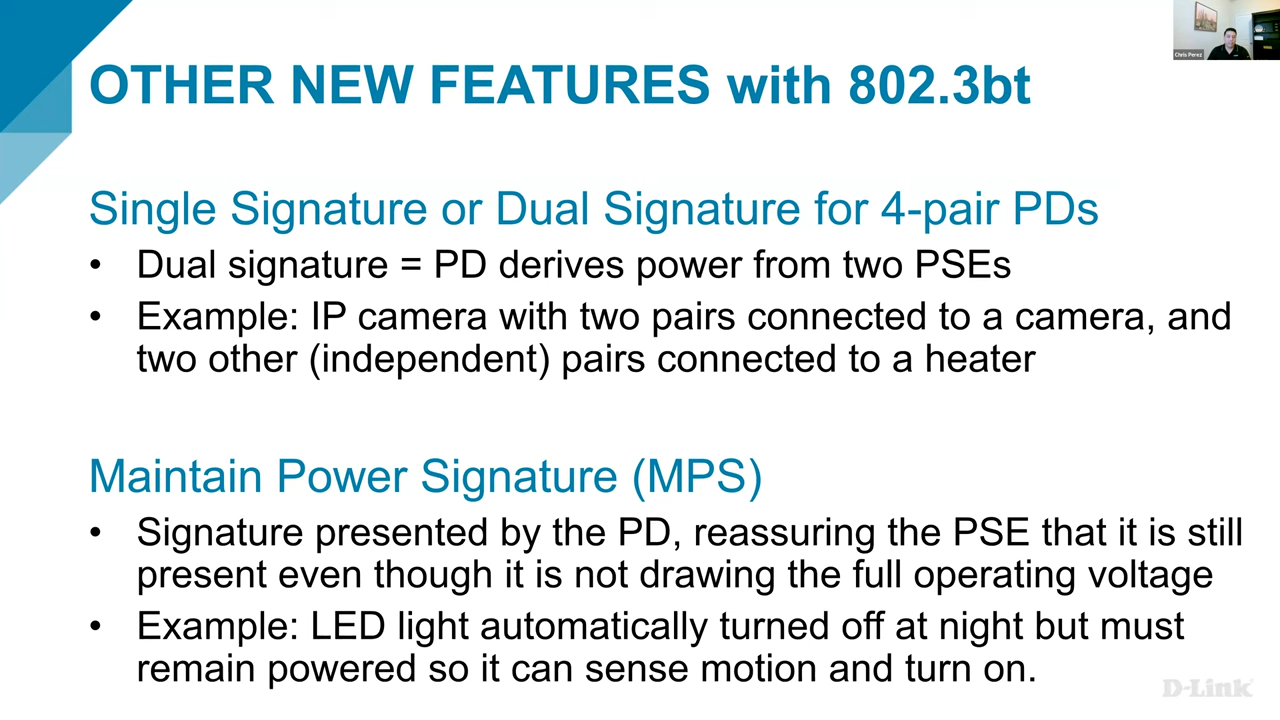 Chris Perez
OTHER NEW FEATURES with 802.3bt
Single Signature or Dual Signature for 4-pair PDs
• Dual signature = PD derives power from two PSEs
• Example: IP camera with two pairs connected to a camera, and
two other (independent) pairs connected to a heater
Maintain Power Signature (MPS)
• Signature presented by the PD, reassuring the PSE that it is still
present even though it is not drawing the full operating voltage
• Example: LED light automatically turned off at night but must
remain powered so it can sense motion and turn on.
D-Link